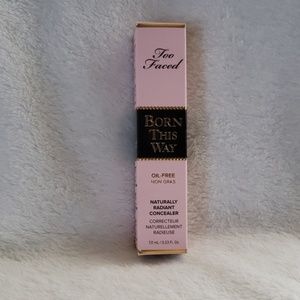 Too
Faced
BORN
THIS
WAY
OIL-FREE
NON GRAS
NATURALLY
RADIANT
CONCEALER
CORRECTEUR
NATURELLEMENT
RADIEUSE